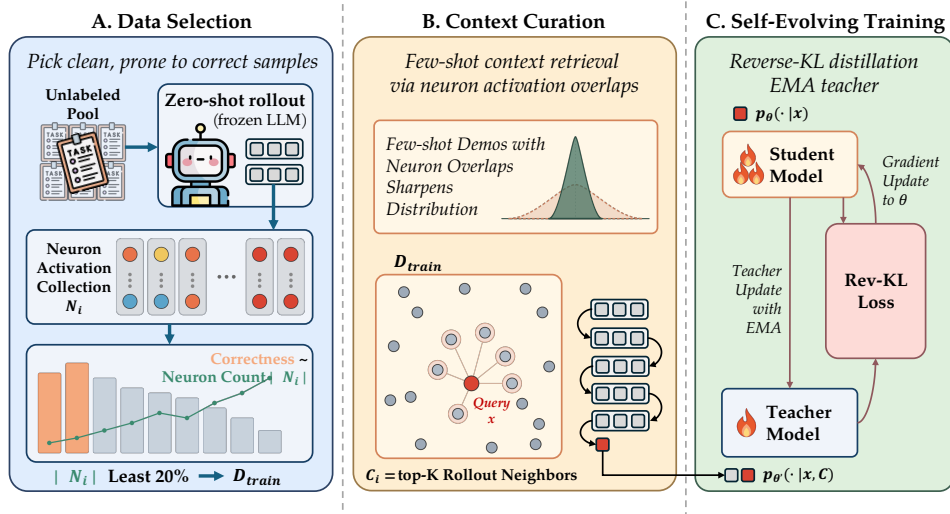 A. Data Selection
Pick clean, prone to correct samples
Unlabeled
Pool
TASK
TASK
TASK
TASK
Zero-shot rollout
(frozen LLM)
Neuron
Activation
Collection
N_i
Correctness ~
Neuron Count | N_i |
| N_i | Least 20% → D_train
B. Context Curation
Few-shot context retrieval
via neuron activation overlaps
Few-shot Demos with
Neuron Overlaps
Sharpens
Distribution
D_train
Query
x
C_i = top-K Rollout Neighbors
C. Self-Evolving Training
Reverse-KL distillation
EMA teacher
p_θ(· |x)
Student
Model
Gradient
Update
to θ
Teacher
Update
with
EMA
Rev-KL
Loss
Teacher
Model
p_θ'(· |x, C)